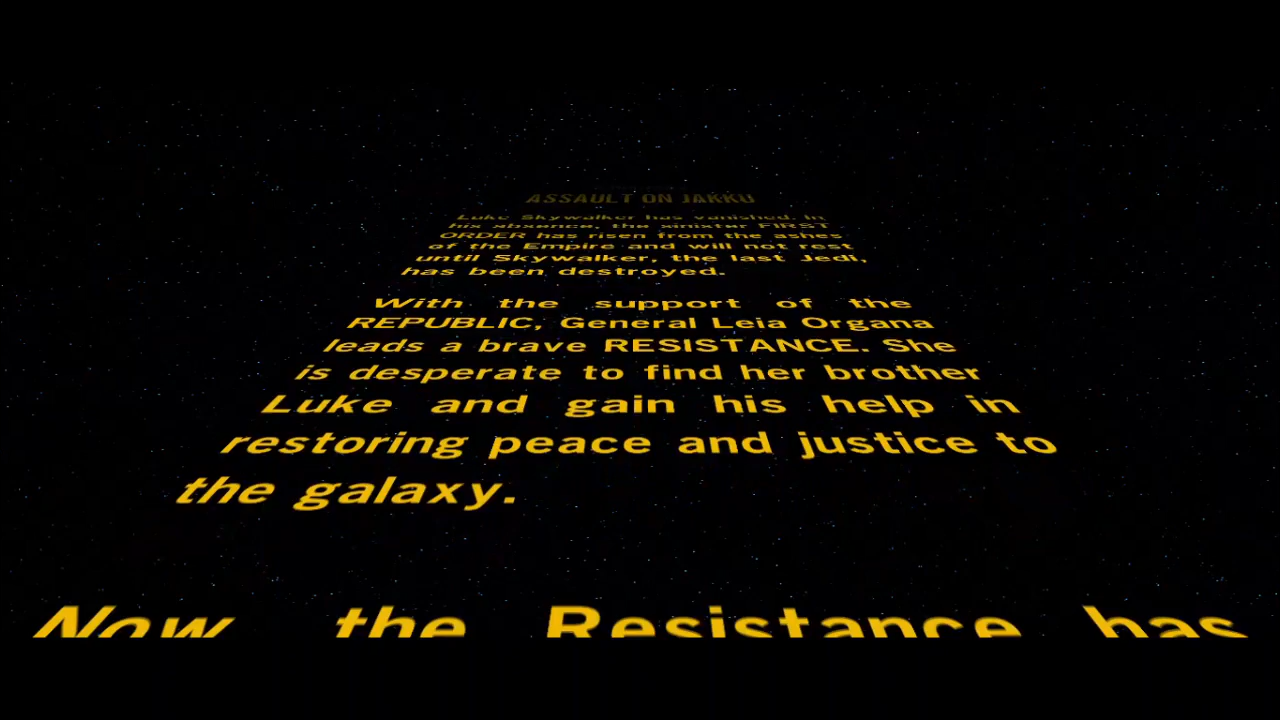 ASSAULT ON JAKKU
Luke Skywalker has vanished. In
his absence, the sinister FIRST
ORDER has risen from the ashes
of the Empire and will not rest
until Skywalker, the last Jedi,
has been destroyed.
With the support of the
REPUBLIC, General Leia Organa
leads a brave RESISTANCE. She
is desperate to find her brother
Luke and gain his help in
restoring peace and justice to
the galaxy.
Now the Resistance has